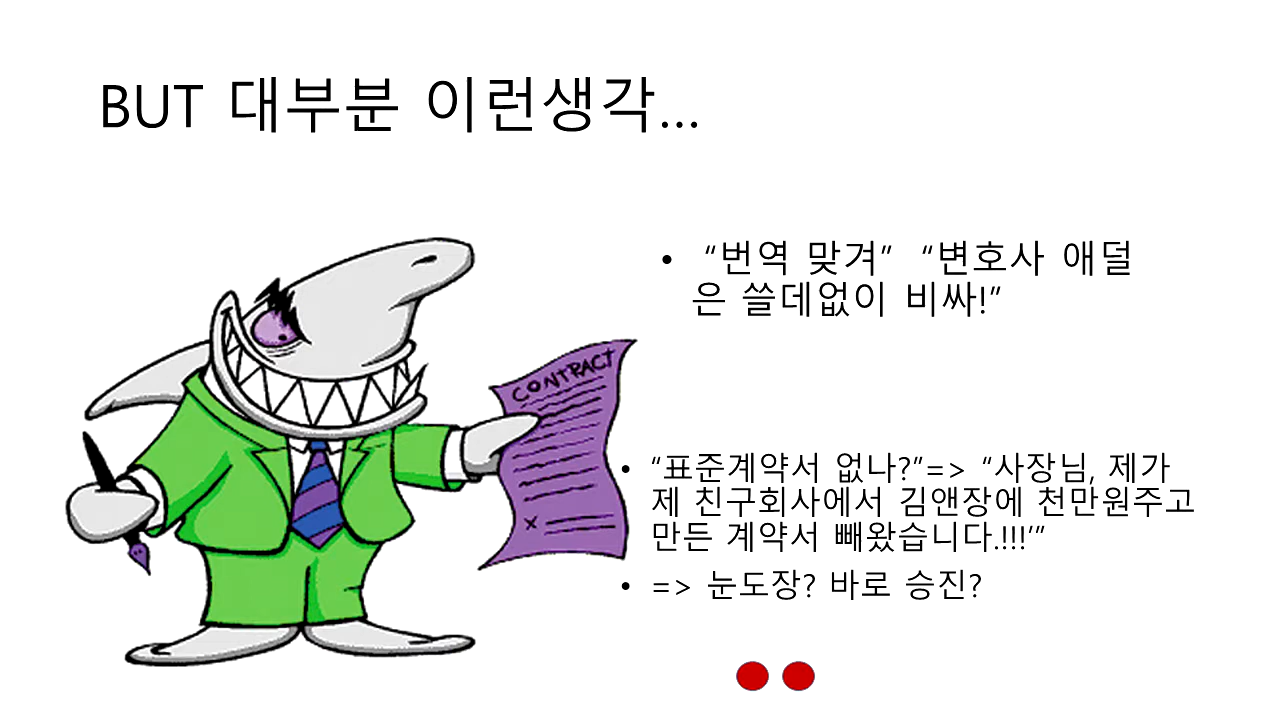 BUT 대부분 이런생각...
• “번역 맞겨” “변호사 애덜
은 쓸데없이 비싸!”
CONTRACT
x
• “표준계약서 없나?”=> “사장님, 제가
제 친구회사에서 김앤장에 천만원주고
만든 계약서 빼왔습니다.!!!’”
• => 눈도장? 바로 승진?